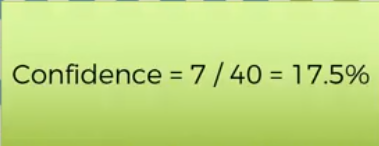 Confidence = 7 / 40 = 17.5%